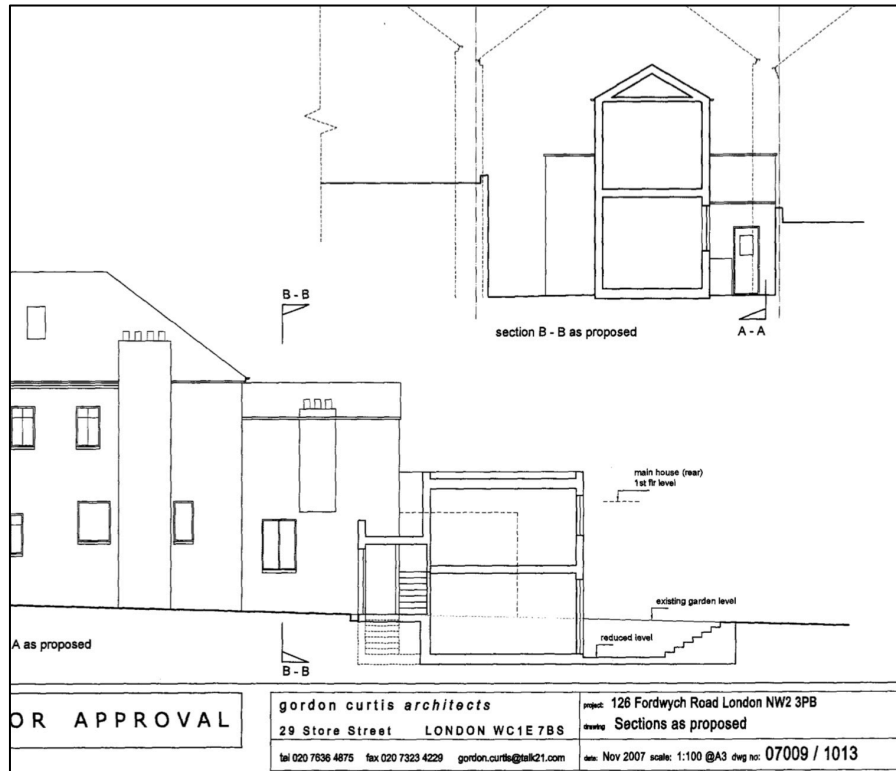 B - B
section B - B as proposed
A - A
main house (rear)
1st flr level
existing garden level
reduced level
A as proposed
B - B
OR APPROVAL
gordon curtis architects
29 Store Street LONDON WC1E 7BS
tel 020 7636 4875 fax 020 7323 4229 gordon.curtis@talk21.com
project: 126 Fordwych Road London NW2 3PB
drawing Sections as proposed
date: Nov 2007 scale: 1:100 @A3 dwg no: 07009 / 1013